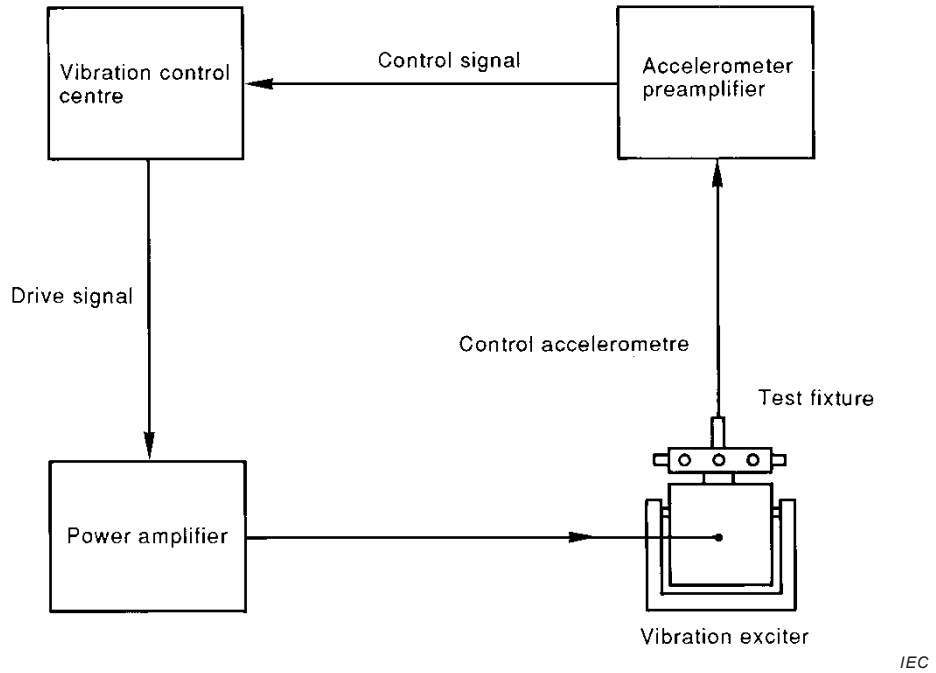 Vibration control
centre
Control signal
Accelerometer
preamplifier
Drive signal
Control accelerometre
Test fixture
Power amplifier
Vibration exciter
IEC